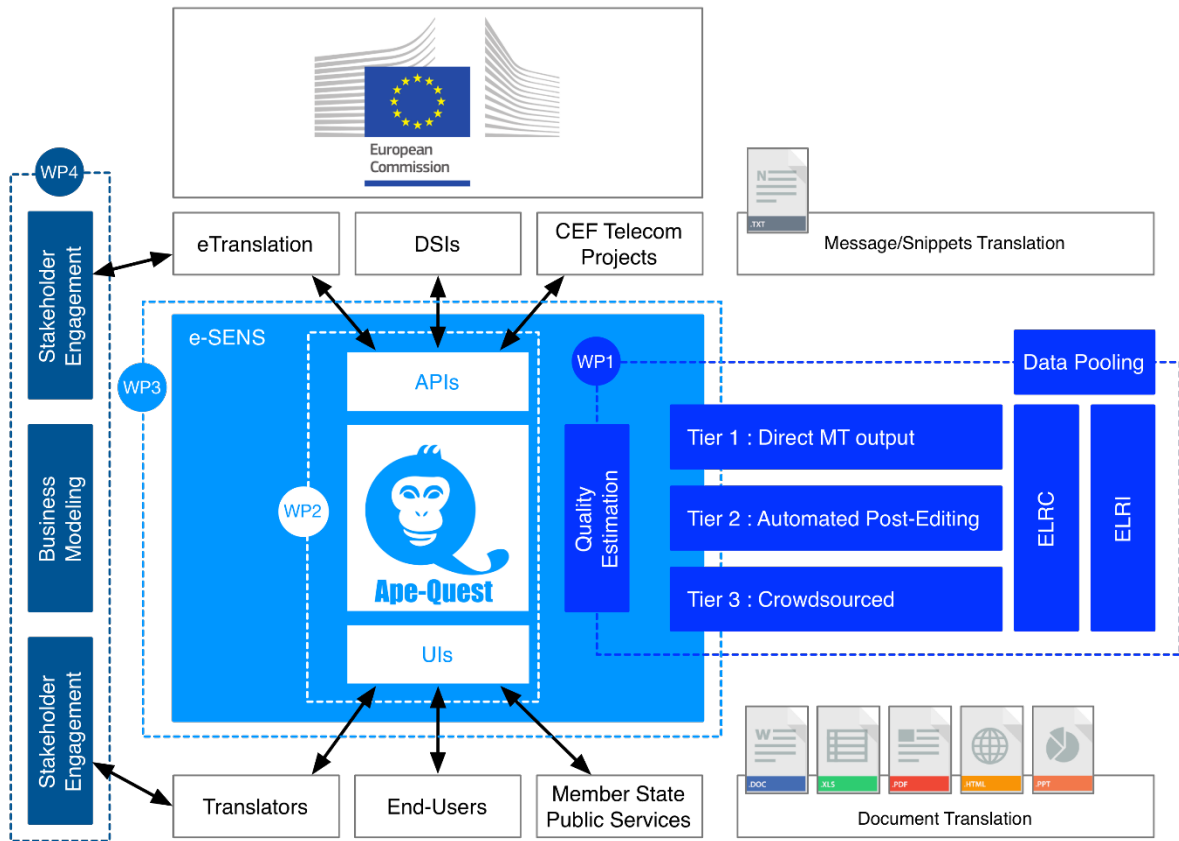 European
Commission
WP4
.TXT
eTranslation
DSIs
CEF Telecom
Projects
Message/Snippets Translation
Stakeholder
Engagement
e-SENS
WP3
APIs
WP1
Data Pooling
Business
Modeling
WP2
Ape-Quest
Quality
Estimation
Tier 1 : Direct MT output
Tier 2 : Automated Post-Editing
Tier 3 : Crowdsourced
ELRC
ELRI
UIs
Stakeholder
Engagement
Translators
End-Users
Member State
Public Services
N
W
.DOC
.XLS
.PDF
.HTML
.PPT
Document Translation